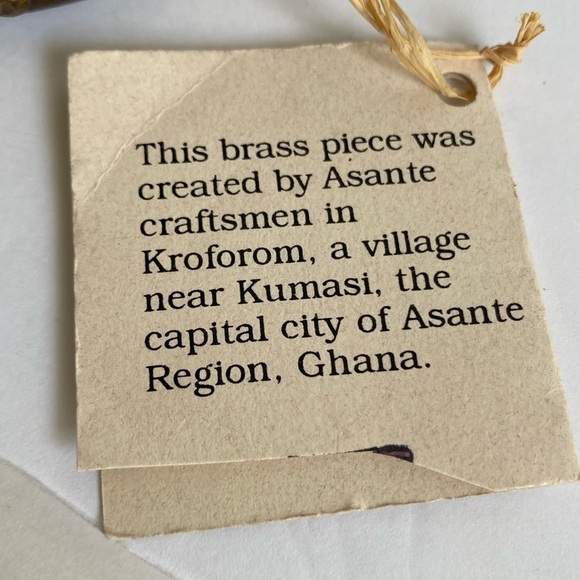 This brass piece was
created by Asante
craftsmen in
Kroforom, a village
near Kumasi, the
capital city of Asante
Region, Ghana.